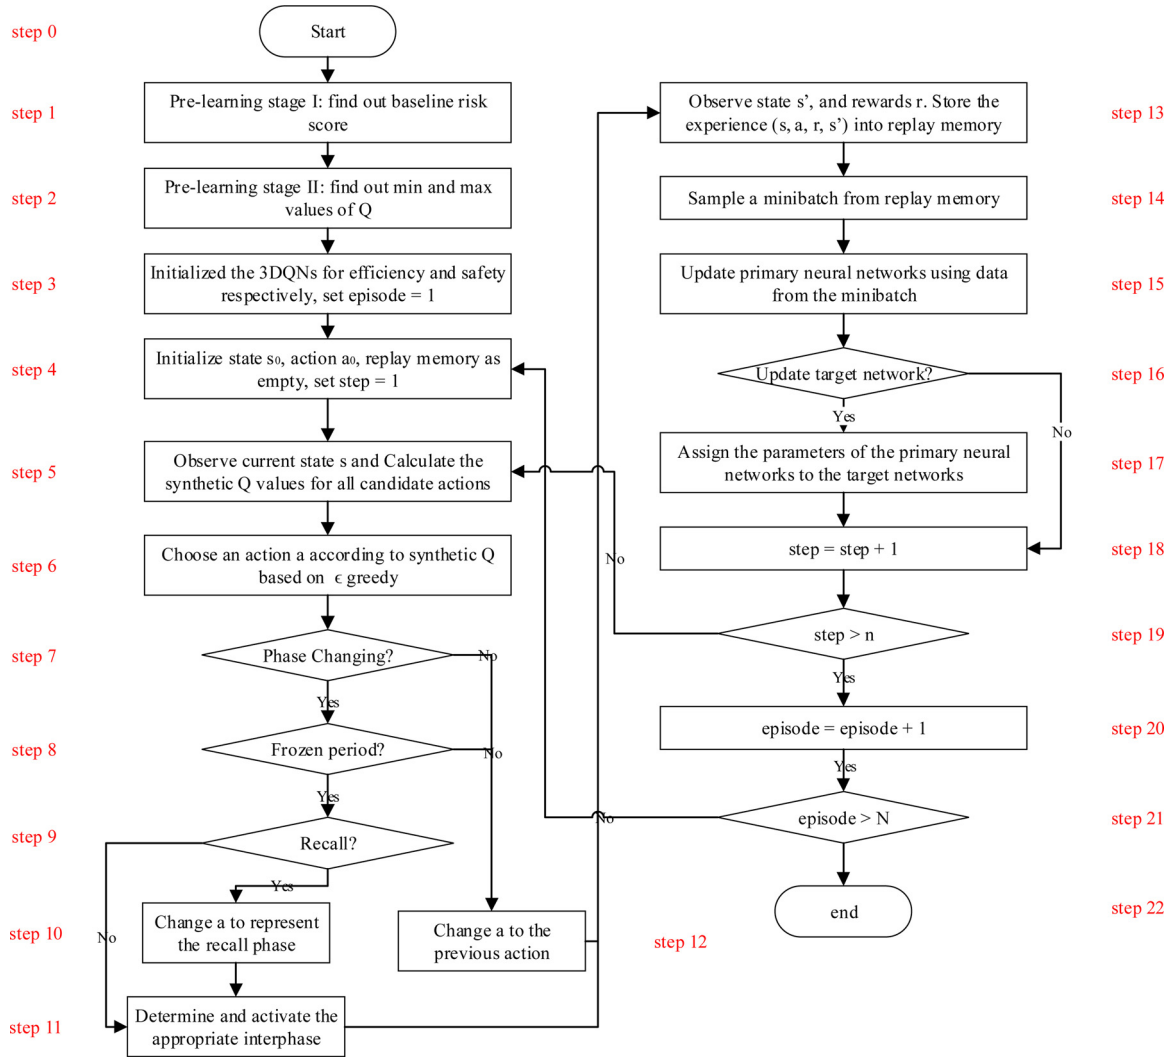 step 0
Start
step 1
Pre-learning stage I: find out baseline risk
score
step 2
Pre-learning stage II: find out min and max
values of Q
step 3
Initialized the 3DQNs for efficiency and safety
respectively, set episode = 1
step 4
Initialize state s₀, action a₀, replay memory as
empty, set step = 1
step 5
Observe current state s and Calculate the
synthetic Q values for all candidate actions
step 6
Choose an action a according to synthetic Q
based on ϵ greedy
step 7
Phase Changing?
No
Yes
step 8
Frozen period?
No
Yes
step 9
Recall?
Yes
No
step 10
Change a to represent
the recall phase
step 11
Determine and activate the
appropriate interphase
Change a to the
previous action
step 12
Observe state s’, and rewards r. Store the
experience (s, a, r, s’) into replay memory
step 13
Sample a minibatch from replay memory
step 14
Update primary neural networks using data
from the minibatch
step 15
Update target network?
step 16
Yes
No
Assign the parameters of the primary neural
networks to the target networks
step 17
step = step + 1
step 18
No
step > n
step 19
Yes
episode = episode + 1
step 20
Yes
No
episode > N
step 21
end
step 22